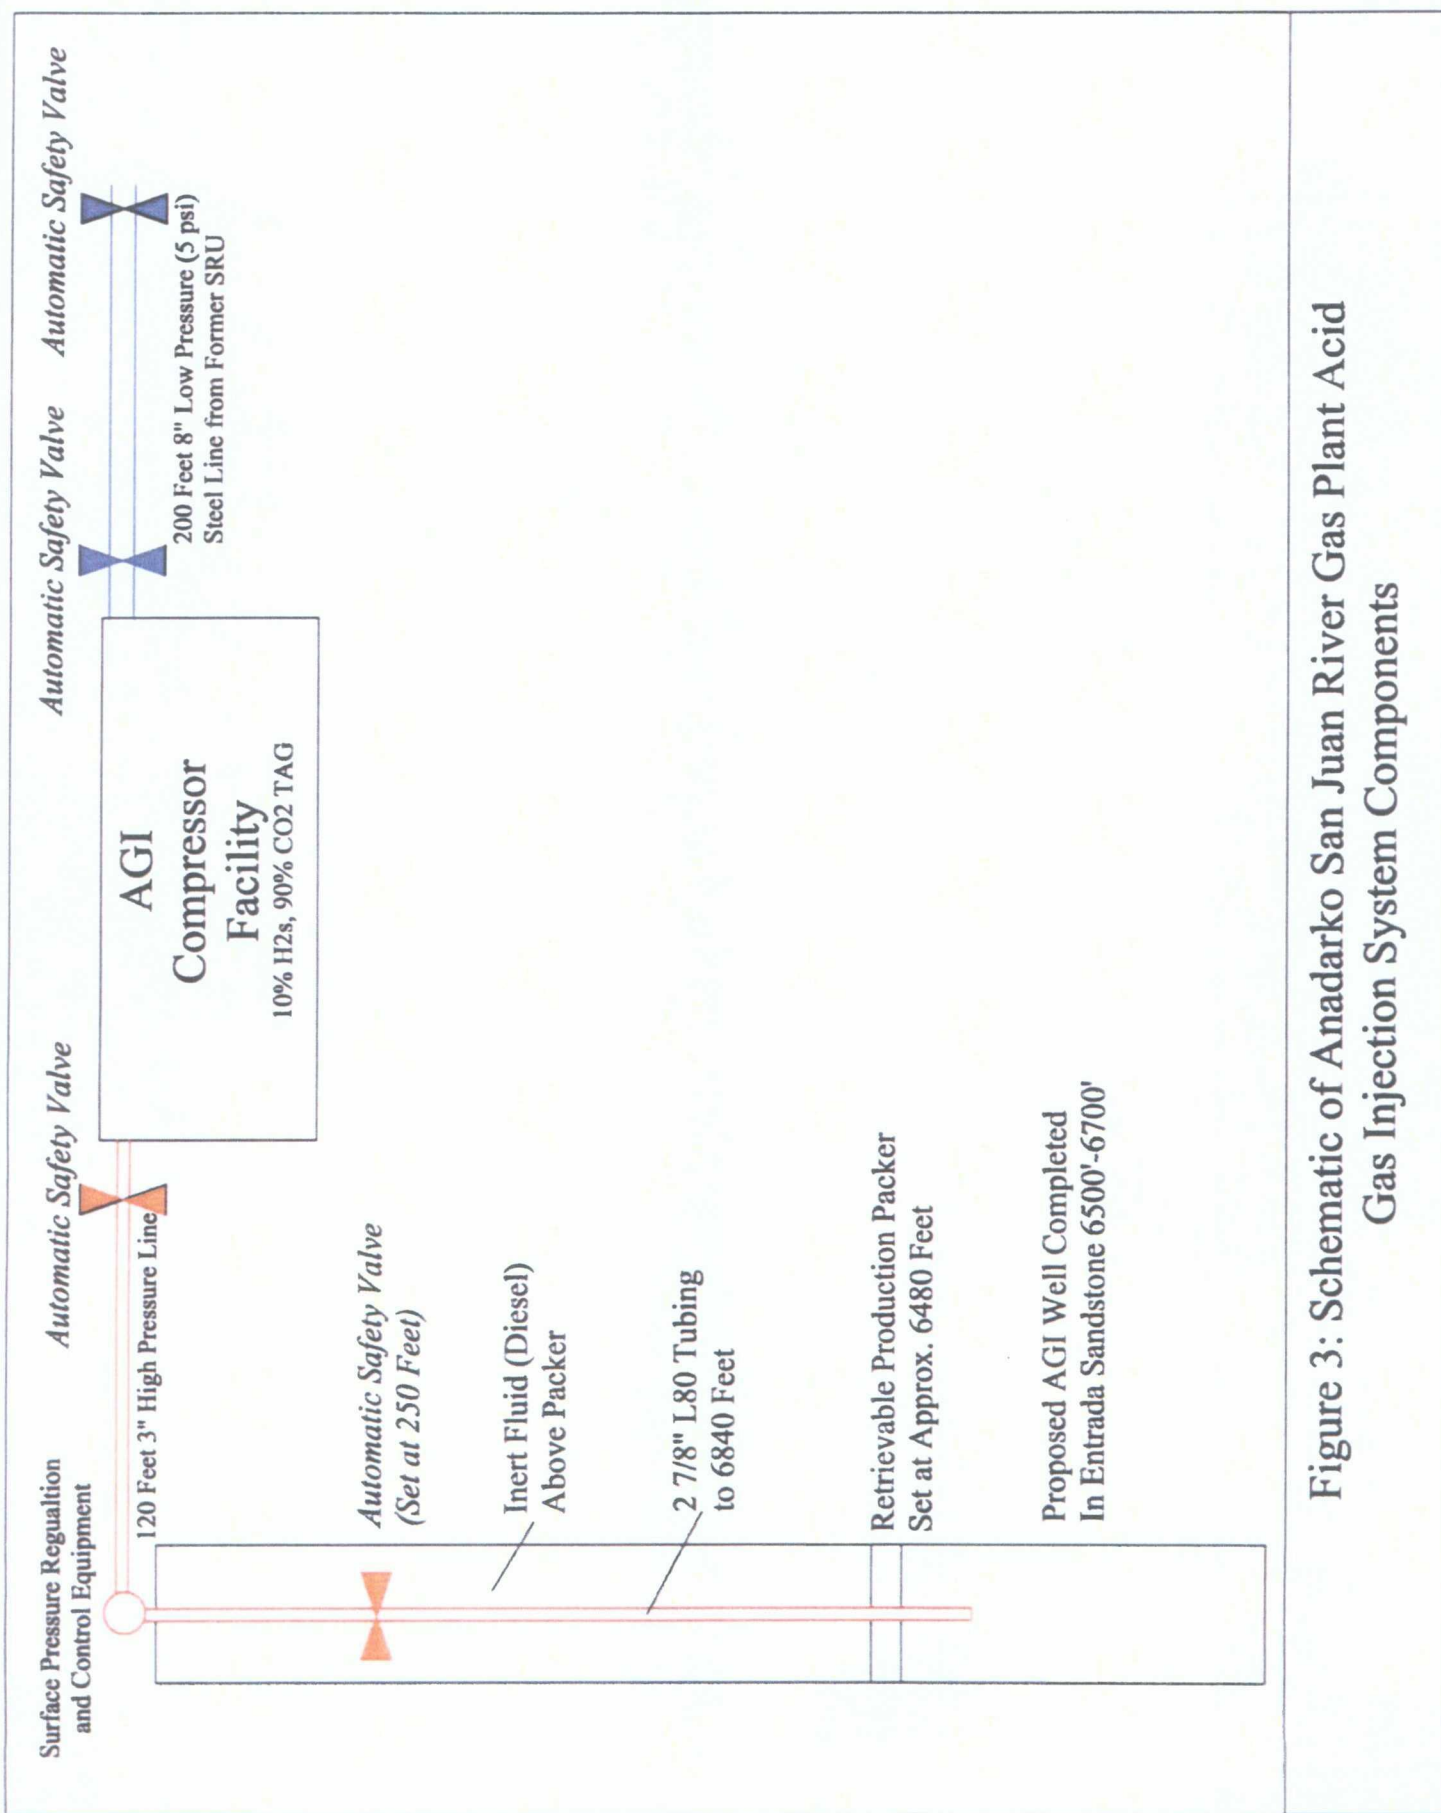 Surface Pressure Regualtion
and Control Equipment
Automatic Safety Valve
Automatic Safety Valve
Automatic Safety Valve
120 Feet 3" High Pressure Line
AGI
Compressor
Facility
10% H2s, 90% CO2 TAG
200 Feet 8" Low Pressure (5 psi)
Steel Line from Former SRU
Automatic Safety Valve
(Set at 250 Feet)
Inert Fluid (Diesel)
Above Packer
2 7/8" L80 Tubing
to 6840 Feet
Retrievable Production Packer
Set at Approx. 6480 Feet
Proposed AGI Well Completed
In Entrada Sandstone 6500'-6700'
Figure 3: Schematic of Anadarko San Juan River Gas Plant Acid
Gas Injection System Components